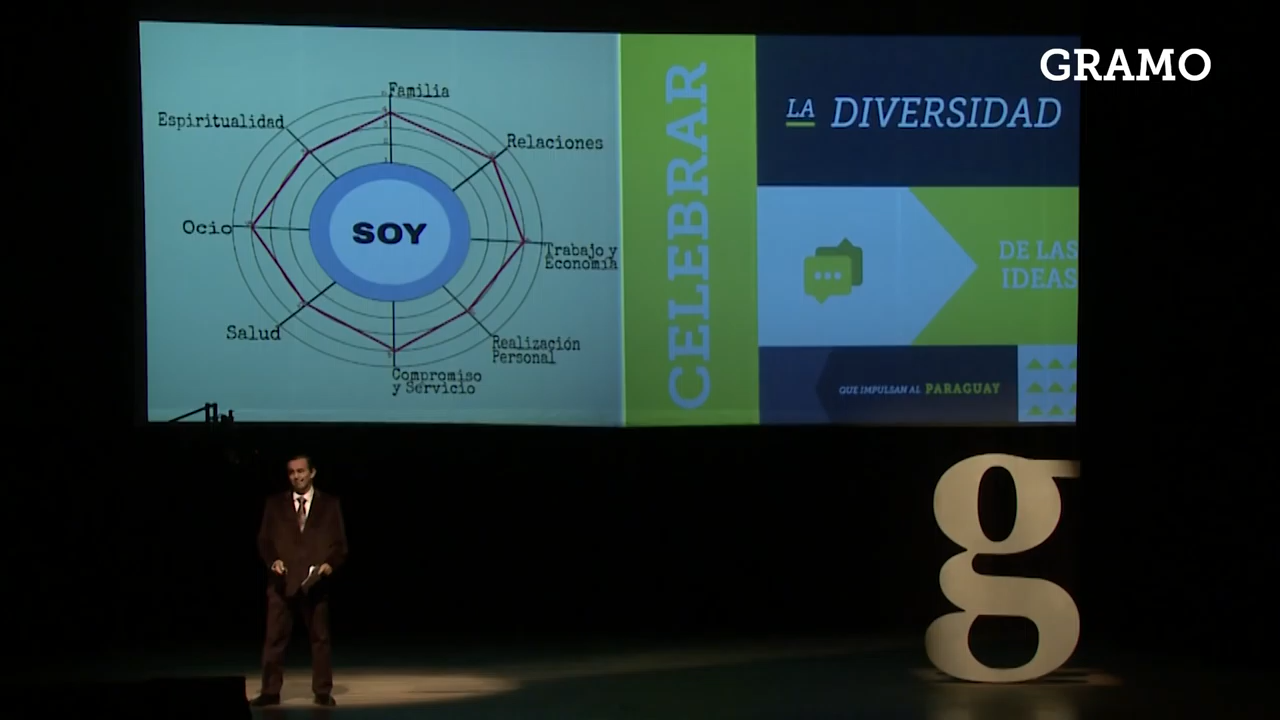 GRAMO
Familia
Espiritualidad
Relaciones
SOY
Ocio
Trabajo y
Economía
Salud
Realización
Personal
Compromiso
y Servicio
CELEBRAR
LA DIVERSIDAD
DE LAS
IDEAS
QUE IMPULSAN AL PARAGUAY
g